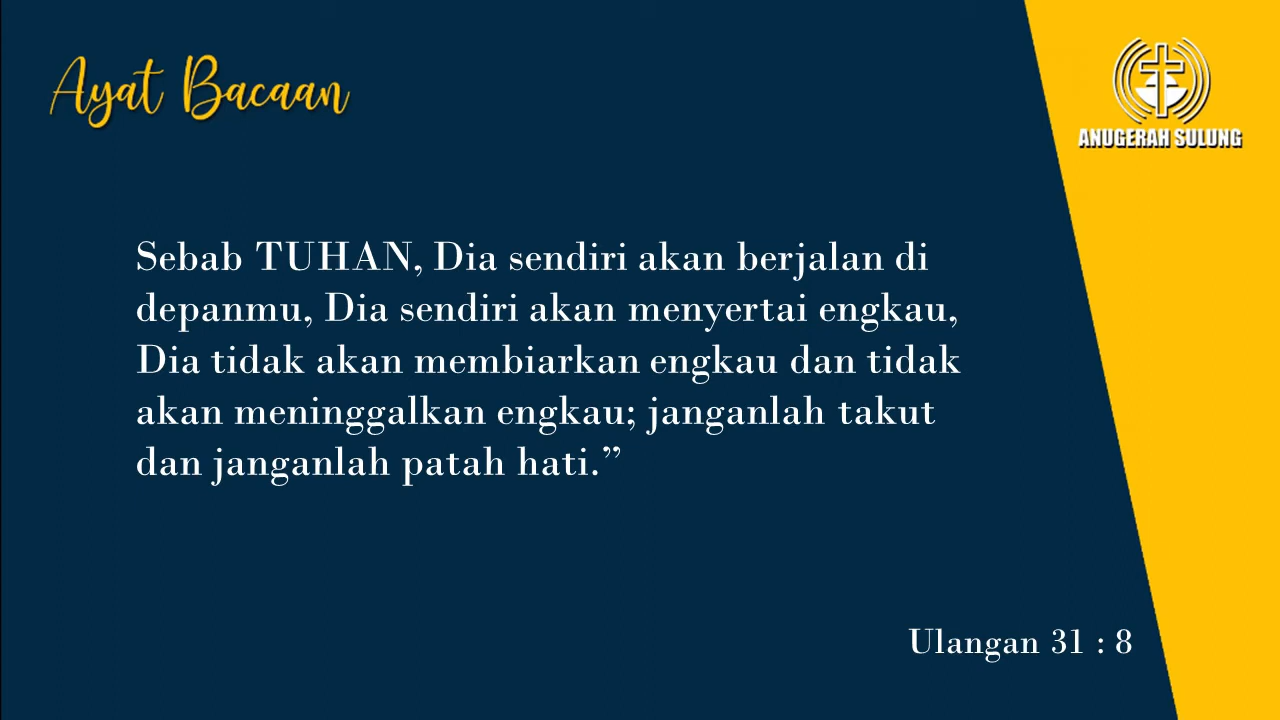 Ayat Bacaan
ANUGERAH SULUNG
Sebab TUHAN, Dia sendiri akan berjalan di
depanmu, Dia sendiri akan menyertai engkau,
Dia tidak akan membiarkan engkau dan tidak
akan meninggalkan engkau; janganlah takut
dan janganlah patah hati.”
Ulangan 31 : 8